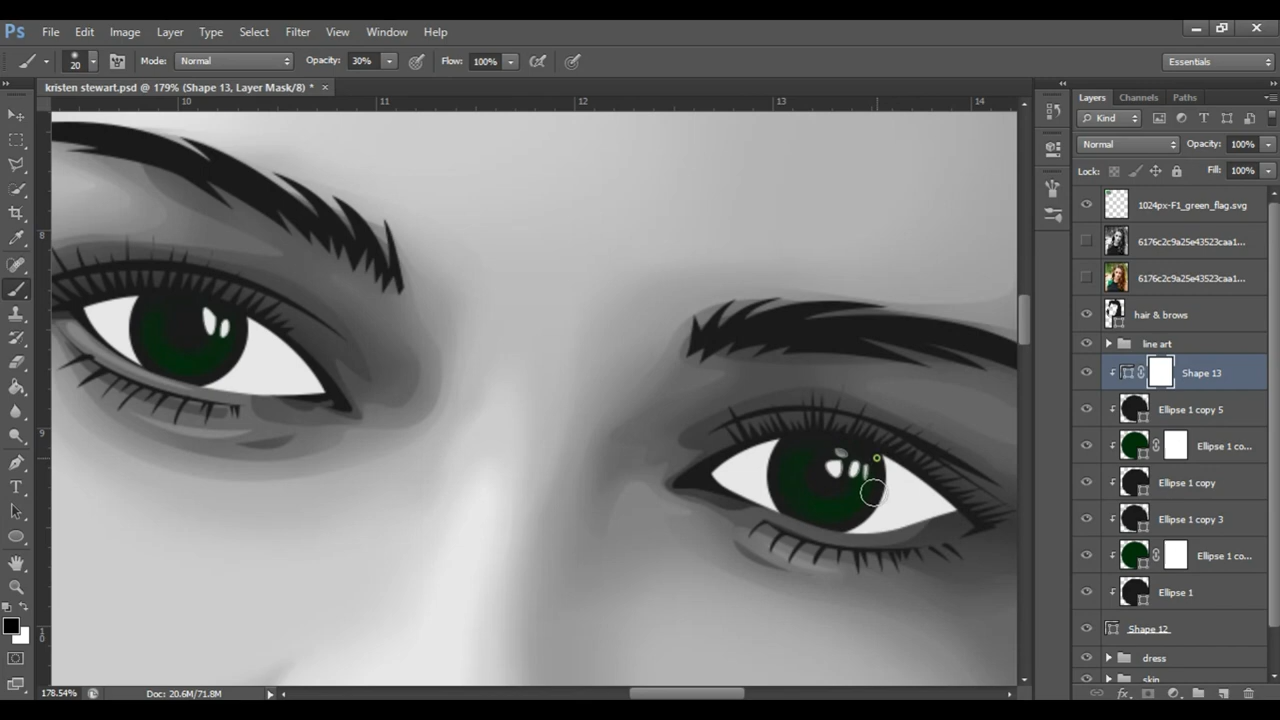 Ps File Edit Image Layer Type Select Filter View Window Help
20 Mode: Normal Opacity: 30% Flow: 100% Essentials
kristen stewart.psd @ 179% (Shape 13, Layer Mask/8) * ×
10 11 12 13 14
8
9
10
Layers Channels Paths
Kind
Normal Opacity: 100%
Lock: Fill: 100%
1024px-F1_green_flag.svg
6176c2c9a25e43523caa1...
6176c2c9a25e43523caa1...
hair & brows
line art
Shape 13
Ellipse 1 copy 5
Ellipse 1 co...
Ellipse 1 copy
Ellipse 1 copy 3
Ellipse 1 co...
Ellipse 1
Shape 12
dress
skin
178.54% Doc: 20.6M/71.8M
fx